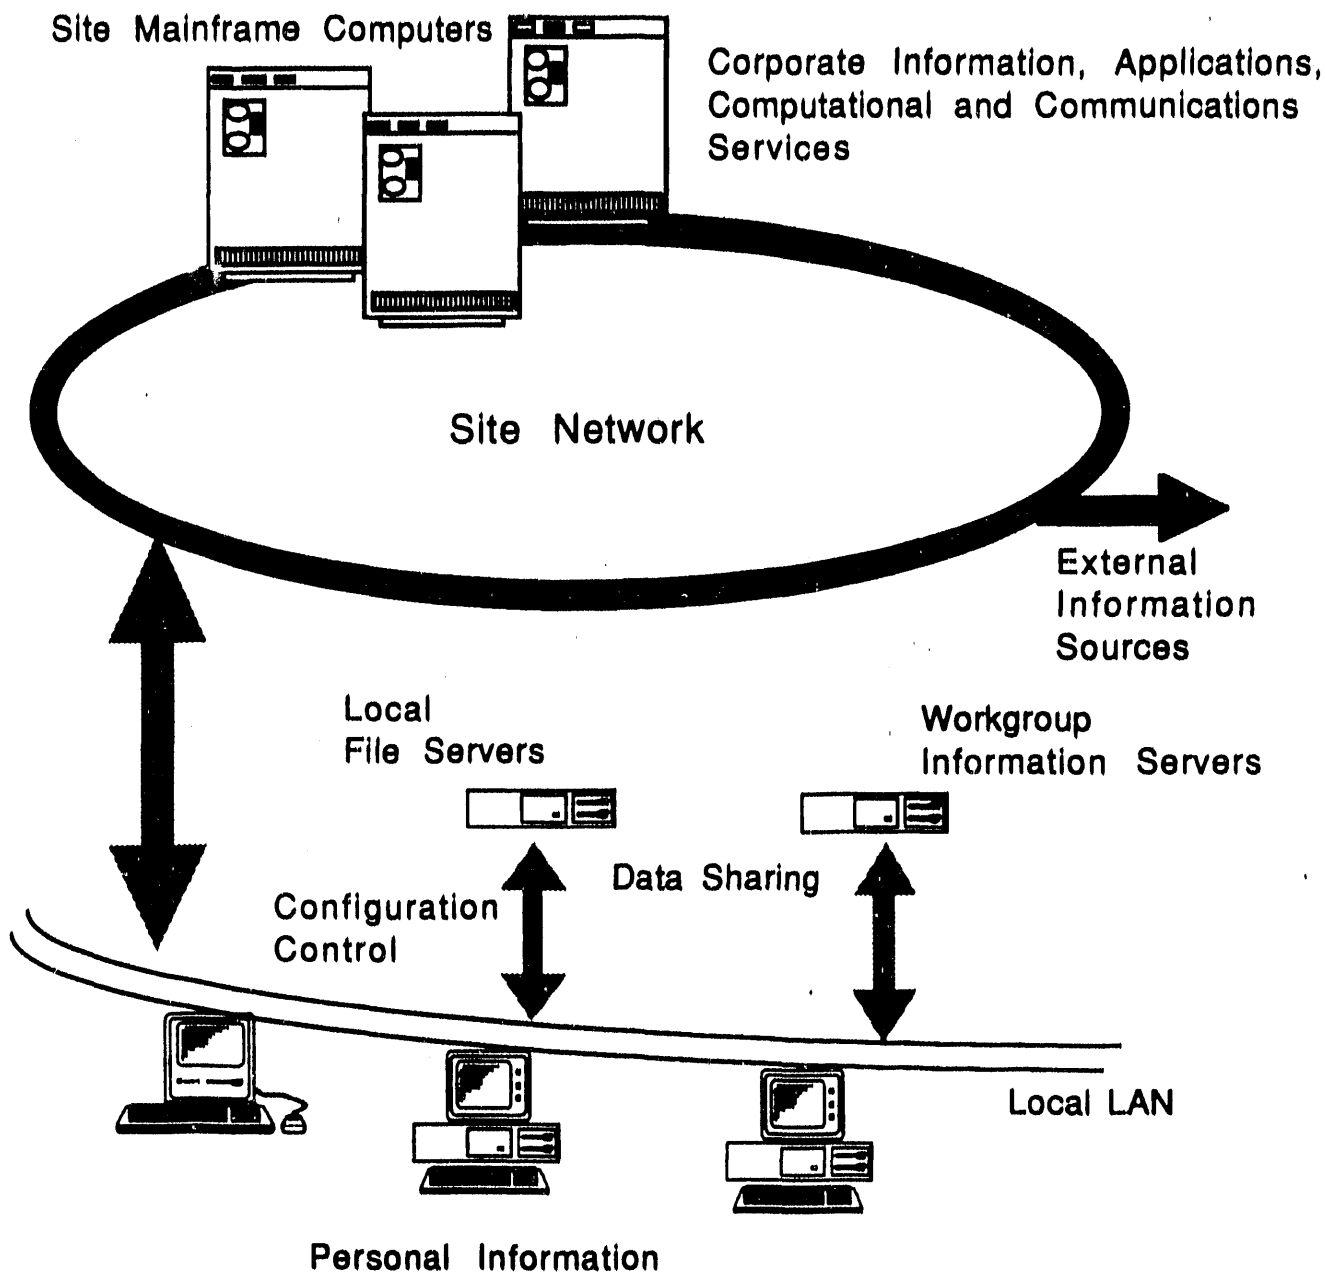 Site Mainframe Computers
Corporate Information, Applications,
Computational and Communications
Services
Site Network
External
Information
Sources
Local
File Servers
Workgroup
Information Servers
Data Sharing
Configuration
Control
Local LAN
Personal Information